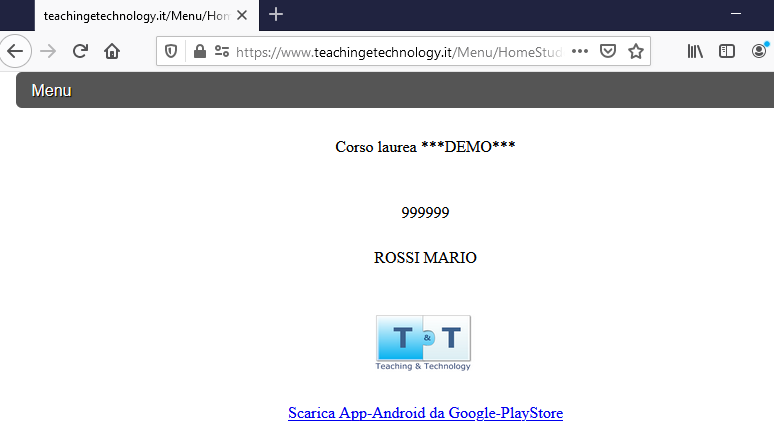 teachingetechnology.it/Menu/Hom
https://www.teachingetechnology.it/Menu/HomeStud
Menu
Corso laurea ***DEMO***
999999
ROSSI MARIO
T & T
Teaching & Technology
Scarica App-Android da Google-PlayStore